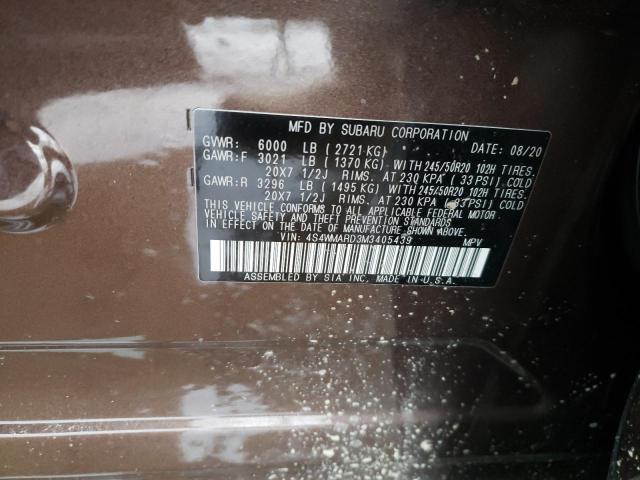 MFD BY SUBARU CORPORATION DATE: 08/20
GVWR: 6000 LB (2721 KG)
GAWR:F 3021 LB (1370 KG) WITH 245/50R20 102H TIRES.
20X7 1/2J RIMS. AT 230 KPA (33 PSI) COLD
GAWR:R 3296 LB (1495 KG) WITH 245/50R20 102H TIRES.
20X7 1/2J RIMS. AT 230 KPA (33 PSI) COLD
THIS VEHICLE CONFORMS TO ALL APPLICABLE FEDERAL MOTOR
VEHICLE SAFETY AND THEFT PREVENTION STANDARDS
IN EFFECT ON THE DATE OF MANUFACTURE SHOWN ABOVE.
VIN: 4S4WMARD3M3405439 MPV
ASSEMBLED BY SIA INC, MADE IN U.S.A.